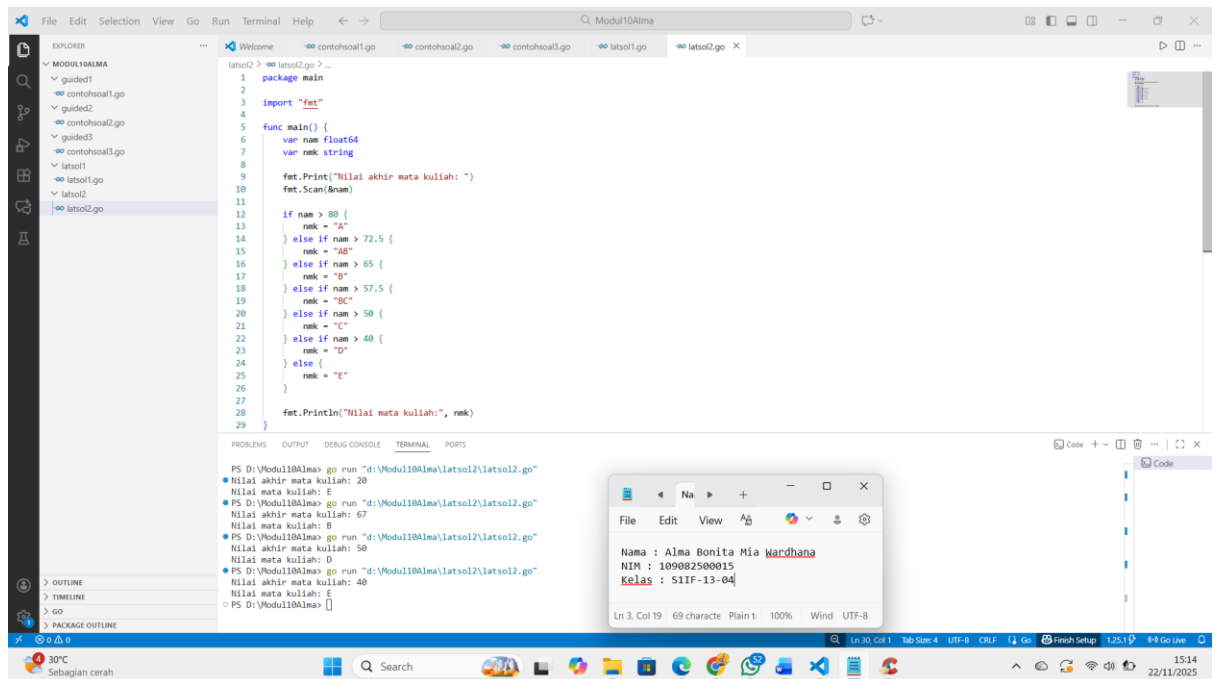 File Edit Selection View Go Run Terminal Help
Modul10Alma
EXPLORER
MODUL10ALMA
guided1
contohsoal1.go
guided2
contohsoal2.go
guided3
contohsoal3.go
latsol1
latsol1.go
latsol2
latsol2.go
OUTLINE
TIMELINE
GO
PACKAGE OUTLINE
Welcome contohsoal1.go contohsoal2.go contohsoal3.go latsol1.go latsol2.go
latsol2 > latsol2.go > ...
1 package main
2
3 import "fmt"
4
5 func main() {
6 var nam float64
7 var nmk string
8
9 fmt.Print("Nilai akhir mata kuliah: ")
10 fmt.Scan(&nam)
11
12 if nam > 80 {
13 nmk = "A"
14 } else if nam > 72.5 {
15 nmk = "AB"
16 } else if nam > 65 {
17 nmk = "B"
18 } else if nam > 57.5 {
19 nmk = "BC"
20 } else if nam > 50 {
21 nmk = "C"
22 } else if nam > 40 {
23 nmk = "D"
24 } else {
25 nmk = "E"
26 }
27
28 fmt.Println("Nilai mata kuliah:", nmk)
29 }
PROBLEMS OUTPUT DEBUG CONSOLE TERMINAL PORTS
Code
Code
PS D:\Modul10Alma> go run "d:\Modul10Alma\latsol2\latsol2.go"
Nilai akhir mata kuliah: 20
Nilai mata kuliah: E
PS D:\Modul10Alma> go run "d:\Modul10Alma\latsol2\latsol2.go"
Nilai akhir mata kuliah: 67
Nilai mata kuliah: B
PS D:\Modul10Alma> go run "d:\Modul10Alma\latsol2\latsol2.go"
Nilai akhir mata kuliah: 50
Nilai mata kuliah: D
PS D:\Modul10Alma> go run "d:\Modul10Alma\latsol2\latsol2.go"
Nilai akhir mata kuliah: 40
Nilai mata kuliah: E
PS D:\Modul10Alma>
Na
File Edit View
Nama : Alma Bonita Mia Wardhana
NIM : 109082500015
Kelas : S1IF-13-04
Ln 3, Col 19 69 characte Plain t 100% Wind UTF-8
0 0 Ln 30, Col 1 Tab Size: 4 UTF-8 CRLF Go Finish Setup 1.25.1 Go Live
4 30°C
Sebagian cerah
Search
52
15:14
22/11/2025